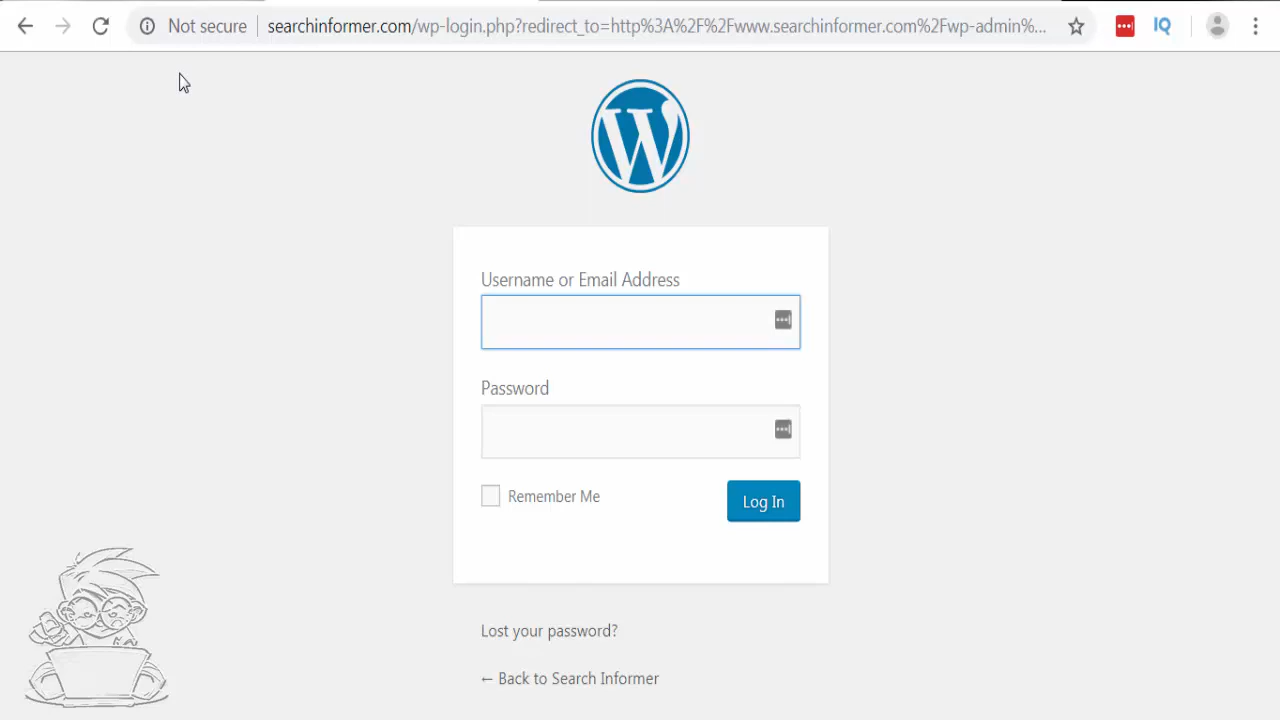 Not secure searchinformer.com/wp-login.php?redirect_to=http%3A%2F%2Fwww.searchinformer.com%2Fwp-admin%...
IQ
W
Username or Email Address
Password
Remember Me
Log In
Lost your password?
← Back to Search Informer